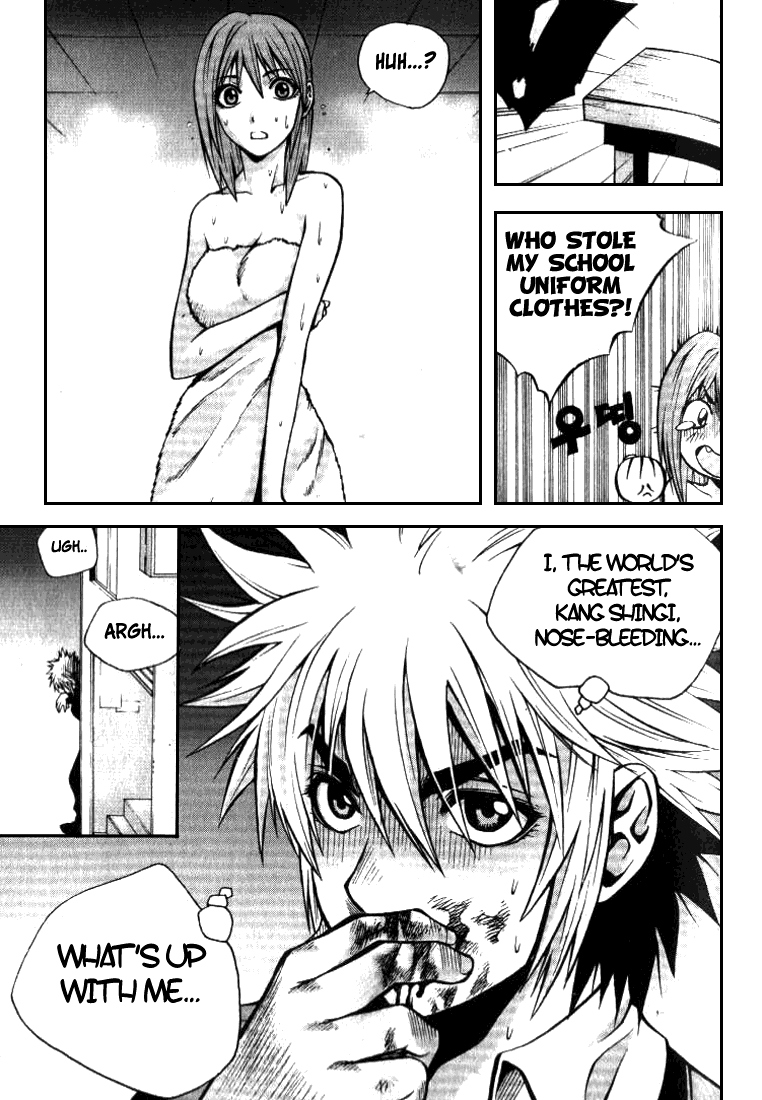 HUH...?
WHO STOLE
MY SCHOOL
UNIFORM
CLOTHES?!
우띵
UGH..
ARGH...
I, THE WORLD'S
GREATEST,
KANG SHINGI,
NOSE-BLEEDING...
WHAT'S UP
WITH ME...